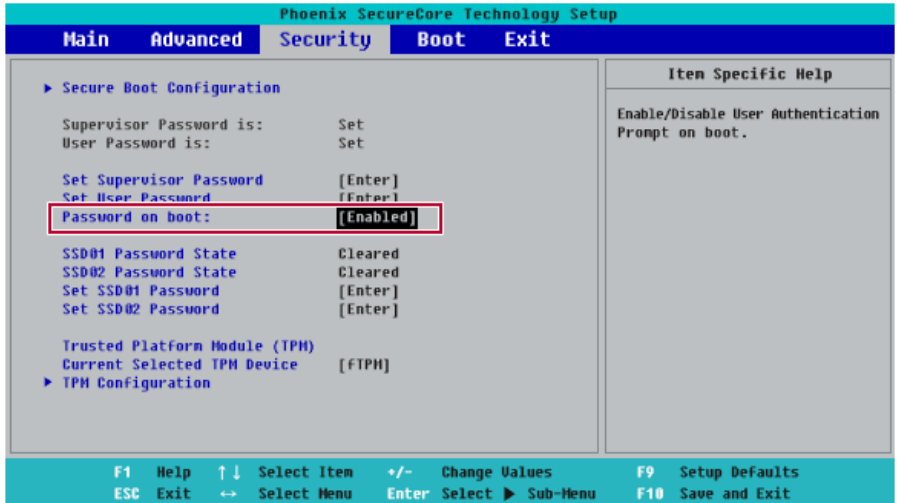 Phoenix SecureCore Technology Setup
Main Advanced Security Boot Exit
Item Specific Help
Secure Boot Configuration
Enable/Disable User Authentication
Prompt on boot.
Supervisor Password is: Set
User Password is: Set
Set Supervisor Password [Enter]
Set User Password [Enter]
Password on boot: [Enabled]
SSD01 Password State Cleared
SSD02 Password State Cleared
Set SSD01 Password [Enter]
Set SSD02 Password [Enter]
Trusted Platform Module (TPM)
Current Selected TPM Device [fTPM]
TPM Configuration
F1 Help ↑↓ Select Item +/- Change Values F9 Setup Defaults
ESC Exit ↔ Select Menu Enter Select ▶ Sub-Menu F10 Save and Exit